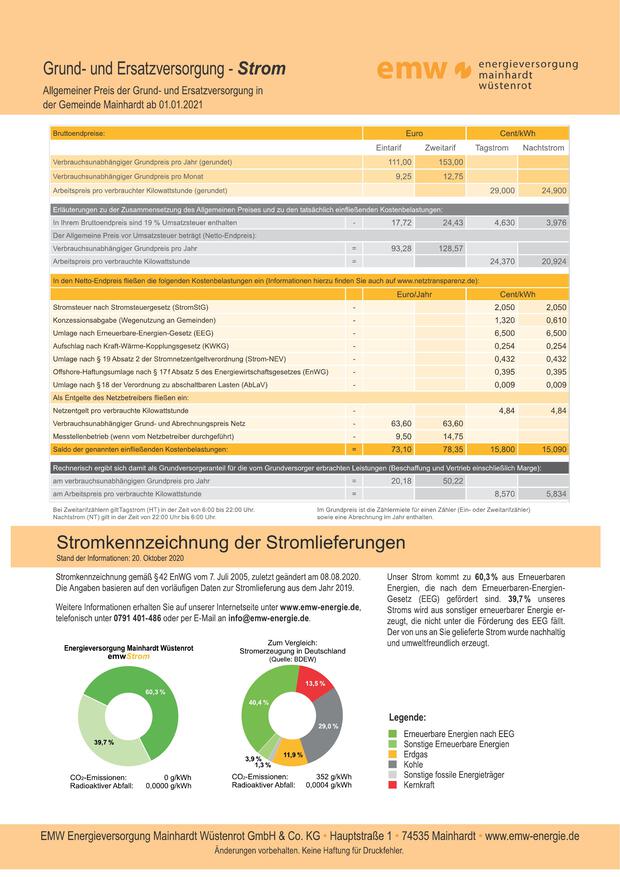 Grund- und Ersatzversorgung - Strom
Allgemeiner Preis der Grund- und Ersatzversorgung in
der Gemeinde Mainhardt ab 01.01.2021
emw
energieversorgung
mainhardt
wüstenrot
Bruttoendpreise: Euro Cent/kWh
Eintarif Zweitarif Tagstrom Nachtstrom
Verbrauchsunabhängiger Grundpreis pro Jahr (gerundet) 111,00 153,00
Verbrauchsunabhängiger Grundpreis pro Monat 9,25 12,75
Arbeitspreis pro verbrauchter Kilowattstunde (gerundet) 29,000 24,900
Erläuterungen zu der Zusammensetzung des Allgemeinen Preises und zu den tatsächlich einfließenden Kostenbelastungen:
In Ihrem Bruttoendpreis sind 19 % Umsatzsteuer enthalten - 17,72 24,43 4,630 3,976
Der Allgemeine Preis vor Umsatzsteuer beträgt (Netto-Endpreis):
Verbrauchsunabhängiger Grundpreis pro Jahr = 93,28 128,57
Arbeitspreis pro verbrauchte Kilowattstunde = 24,370 20,924
In den Netto-Endpreis fließen die folgenden Kostenbelastungen ein (Informationen hierzu finden Sie auch auf www.netztransparenz.de):
Euro/Jahr Cent/kWh
Stromsteuer nach Stromsteuergesetz (StromStG) - 2,050 2,050
Konzessionsabgabe (Wegenutzung an Gemeinden) - 1,320 0,610
Umlage nach Erneuerbare-Energien-Gesetz (EEG) - 6,500 6,500
Aufschlag nach Kraft-Wärme-Kopplungsgesetz (KWKG) - 0,254 0,254
Umlage nach § 19 Absatz 2 der Stromnetzentgeltverordnung (Strom-NEV) - 0,432 0,432
Offshore-Haftungsumlage nach § 17f Absatz 5 des Energiewirtschaftsgesetzes (EnWG) - 0,395 0,395
Umlage nach §18 der Verordnung zu abschaltbaren Lasten (AbLaV) - 0,009 0,009
Als Entgelte des Netzbetreibers fließen ein:
Netzentgelt pro verbrauchte Kilowattstunde - 4,84 4,84
Verbrauchsunabhängiger Grund- und Abrechnungspreis Netz - 63,60 63,60
Messtellenbetrieb (wenn vom Netzbetreiber durchgeführt) - 9,50 14,75
Saldo der genannten einfließenden Kostenbelastungen: = 73,10 78,35 15,800 15,090
Rechnerisch ergibt sich damit als Grundversorgeranteil für die vom Grundversorger erbrachten Leistungen (Beschaffung und Vertrieb einschließlich Marge):
am verbrauchsunabhängigen Grundpreis pro Jahr = 20,18 50,22
am Arbeitspreis pro verbrauchte Kilowattstunde = 8,570 5,834
Bei Zweitarifzählern gilt Tagstrom (HT) in der Zeit von 6:00 bis 22:00 Uhr.
Nachtstrom (NT) gilt in der Zeit von 22:00 Uhr bis 6:00 Uhr.
Im Grundpreis ist die Zählermiete für einen Zähler (Ein- oder Zweitarifzähler)
sowie eine Abrechnung im Jahr enthalten.
Stromkennzeichnung der Stromlieferungen
Stand der Informationen: 20. Oktober 2020
Stromkennzeichnung gemäß §42 EnWG vom 7. Juli 2005, zuletzt geändert am 08.08.2020.
Die Angaben basieren auf den vorläufigen Daten zur Stromlieferung aus dem Jahr 2019.
Weitere Informationen erhalten Sie auf unserer Internetseite unter www.emw-energie.de,
telefonisch unter 0791 401-486 oder per E-Mail an info@emw-energie.de.
Unser Strom kommt zu 60,3% aus Erneuerbaren
Energien, die nach dem Erneuerbaren-Energien-
Gesetz (EEG) gefördert sind. 39,7% unseres
Stroms wird aus sonstiger erneuerbarer Energie er-
zeugt, die nicht unter die Förderung des EEG fällt.
Der von uns an Sie gelieferte Strom wurde nachhaltig
und umweltfreundlich erzeugt.
Energieversorgung Mainhardt Wüstenrot
emwStrom
60,3%
39,7%
CO₂-Emissionen: 0 g/kWh
Radioaktiver Abfall: 0,0000 g/kWh
Zum Vergleich:
Stromerzeugung in Deutschland
(Quelle: BDEW)
13,5%
40,4%
29,0%
11,9%
3,9%
1,3%
CO₂-Emissionen: 352 g/kWh
Radioaktiver Abfall: 0,0004 g/kWh
Legende:
Erneuerbare Energien nach EEG
Sonstige Erneuerbare Energien
Erdgas
Kohle
Sonstige fossile Energieträger
Kernkraft
EMW Energieversorgung Mainhardt Wüstenrot GmbH & Co. KG • Hauptstraße 1 • 74535 Mainhardt • www.emw-energie.de
Änderungen vorbehalten. Keine Haftung für Druckfehler.